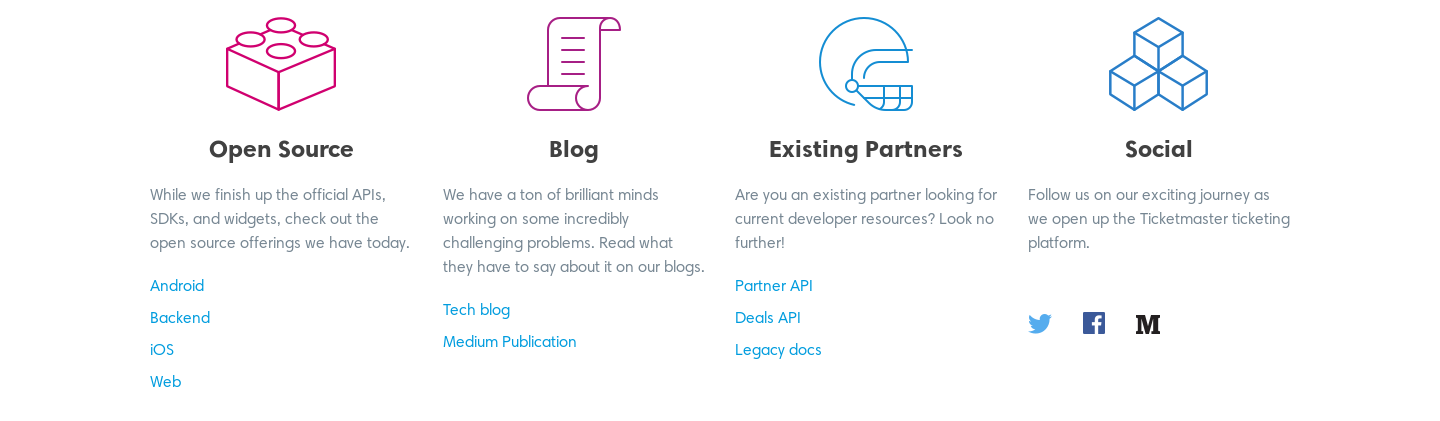 Open Source
While we finish up the official APIs,
SDKs, and widgets, check out the
open source offerings we have today.
Android
Backend
iOS
Web
Blog
We have a ton of brilliant minds
working on some incredibly
challenging problems. Read what
they have to say about it on our blogs.
Tech blog
Medium Publication
Existing Partners
Are you an existing partner looking for
current developer resources? Look no
further!
Partner API
Deals API
Legacy docs
Social
Follow us on our exciting journey as
we open up the Ticketmaster ticketing
platform.